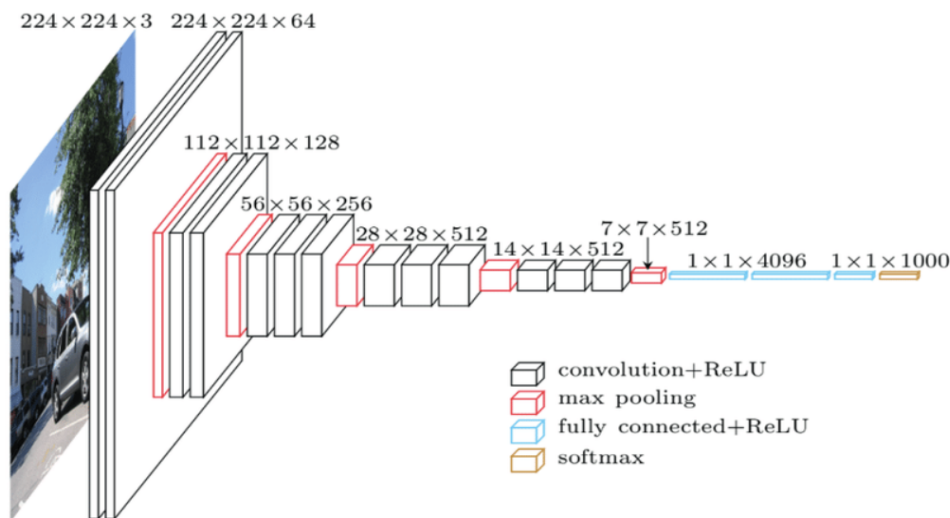 224×224×3
224×224×64
112×112×128
56×56×256
28×28×512
14×14×512
7×7×512
1×1×4096
1×1×1000
convolution+ReLU
max pooling
fully connected+ReLU
softmax